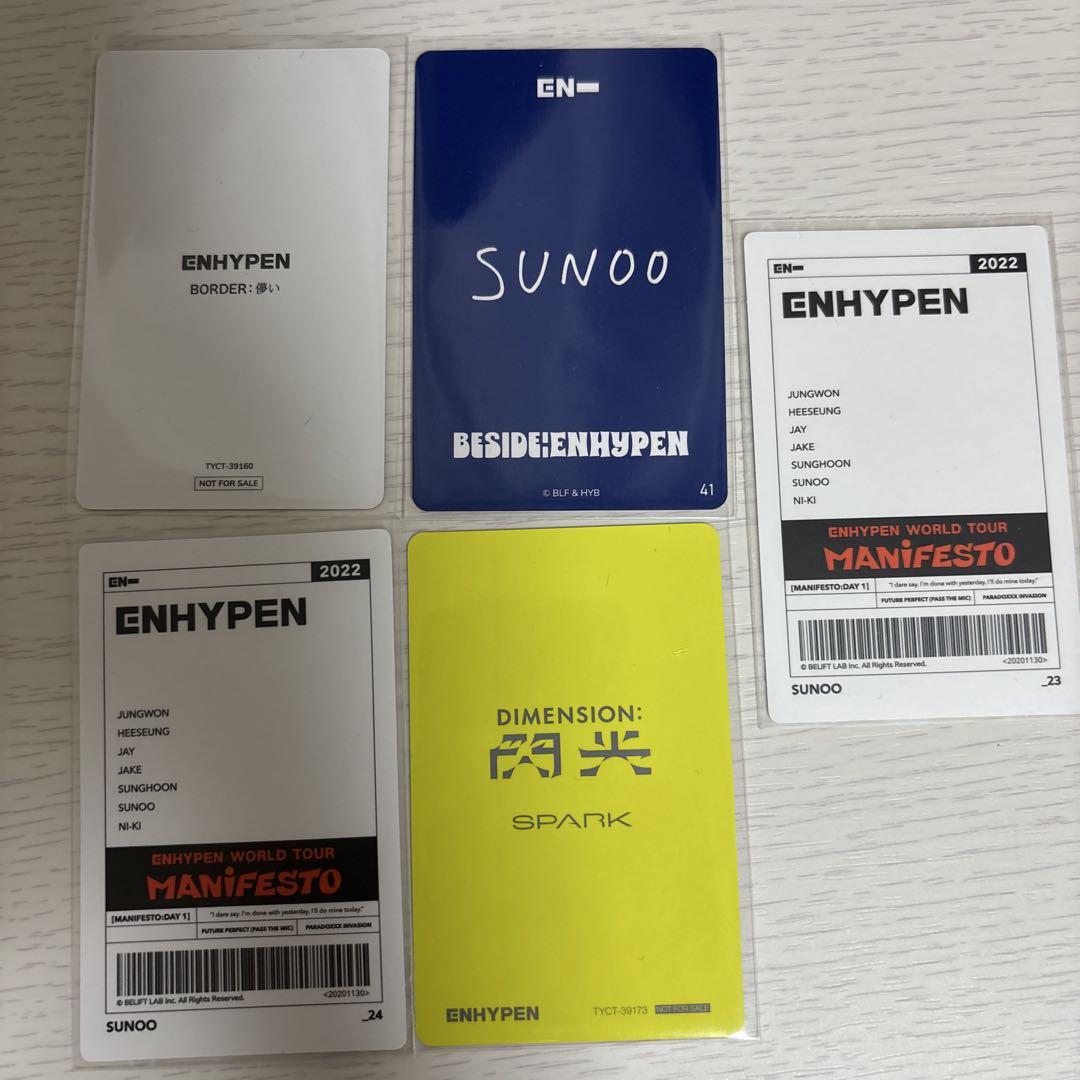 ENHYPEN
BORDER: 儚い
TYCT-39160
NOT FOR SALE
EN-
SUNOO
BESIDE:ENHYPEN
© BLF & HYB
41
EN-
2022
ENHYPEN
JUNGWON
HEESEUNG
JAY
JAKE
SUNGHOON
SUNOO
NI-KI
ENHYPEN WORLD TOUR
MANiFESTO
[MANIFESTO:DAY 1]
"I dare say. I'm done with yesterday. I'll do mine today."
FUTURE PERFECT (PASS THE MIC)
PARADOXXX INVASION
© BELIFT LAB Inc. All Rights Reserved.
<20201130>
SUNOO
_23
EN-
2022
ENHYPEN
JUNGWON
HEESEUNG
JAY
JAKE
SUNGHOON
SUNOO
NI-KI
ENHYPEN WORLD TOUR
MANiFESTO
[MANIFESTO:DAY 1]
"I dare say. I'm done with yesterday. I'll do mine today."
FUTURE PERFECT (PASS THE MIC)
PARADOXXX INVASION
© BELIFT LAB Inc. All Rights Reserved.
<20201130>
SUNOO
_24
DIMENSION:
閃光
SPARK
ENHYPEN
TYCT-39173
NOT FOR SALE